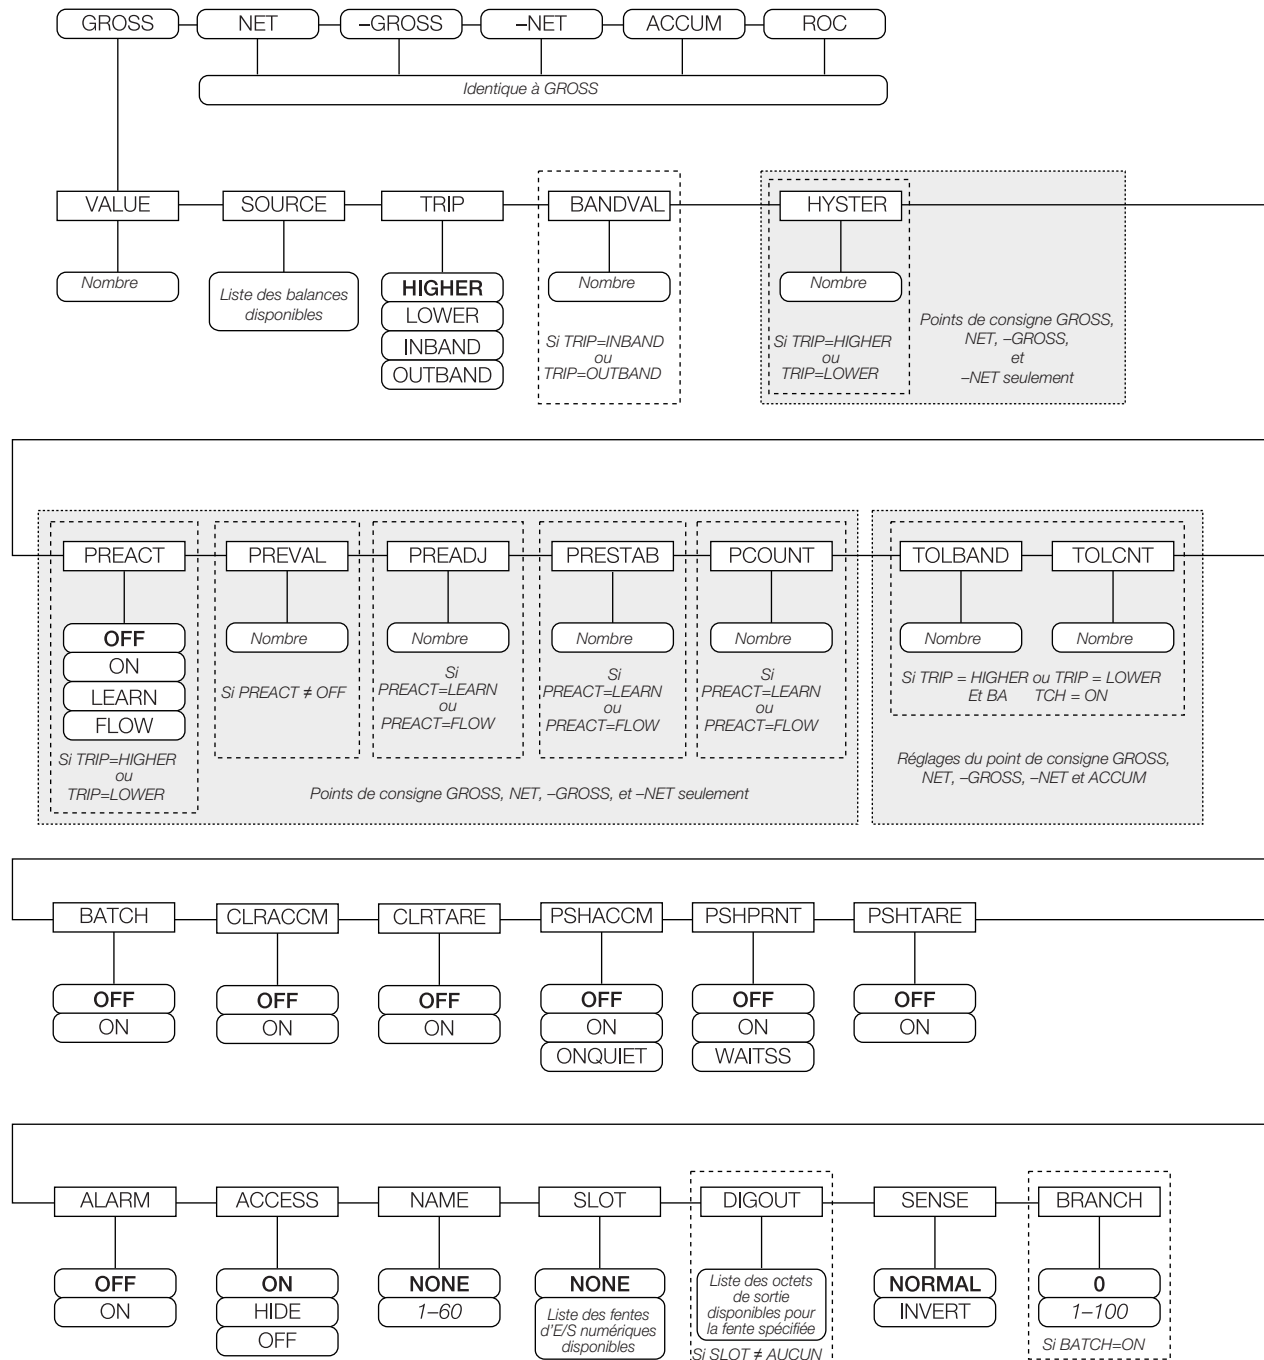 GROSS NET –GROSS –NET ACCUM ROC
Identique à GROSS
VALUE SOURCE TRIP BANDVAL HYSTER
Nombre
Liste des balances
disponibles
HIGHER
LOWER
INBAND
OUTBAND
Nombre
Si TRIP=INBAND
ou
TRIP=OUTBAND
Nombre
Si TRIP=HIGHER
ou
TRIP=LOWER
Points de consigne GROSS,
NET, –GROSS,
et
–NET seulement
PREACT PREVAL PREADJ PRESTAB PCOUNT TOLBAND TOLCNT
OFF
ON
LEARN
FLOW
Si TRIP=HIGHER
ou
TRIP=LOWER
Nombre
Si PREACT ≠ OFF
Nombre
Si
PREACT=LEARN
ou
PREACT=FLOW
Nombre
Si
PREACT=LEARN
ou
PREACT=FLOW
Nombre
Si
PREACT=LEARN
ou
PREACT=FLOW
Points de consigne GROSS, NET, –GROSS, et –NET seulement
Nombre Nombre
Si TRIP = HIGHER ou TRIP = LOWER
Et BA TCH = ON
Réglages du point de consigne GROSS,
NET, –GROSS, –NET et ACCUM
BATCH CLRACCM CLRTARE PSHACCM PSHPRNT PSHTARE
OFF
ON
OFF
ON
OFF
ON
OFF
ON
ONQUIET
OFF
ON
WAITSS
OFF
ON
ALARM ACCESS NAME SLOT DIGOUT SENSE BRANCH
OFF
ON
ON
HIDE
OFF
NONE
1–60
NONE
Liste des fentes
d'E/S numériques
disponibles
Liste des octets
de sortie
disponibles pour
la fente spécifiée
Si SLOT ≠ AUCUN
NORMAL
INVERT
0
1–100
Si BATCH=ON